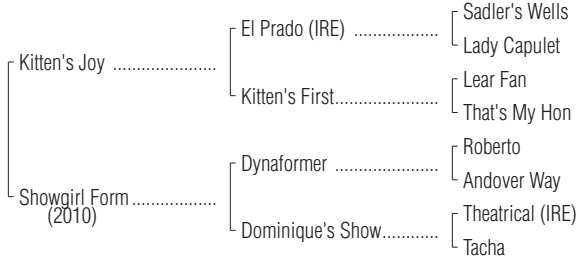 Sadler's Wells
El Prado (IRE) ..................
Lady Capulet
Kitten's Joy ......................
Lear Fan
Kitten's First......................
That's My Hon
Roberto
Dynaformer ......................
Andover Way
Showgirl Form ..................
(2010)
Theatrical (IRE)
Dominique's Show............
Tacha